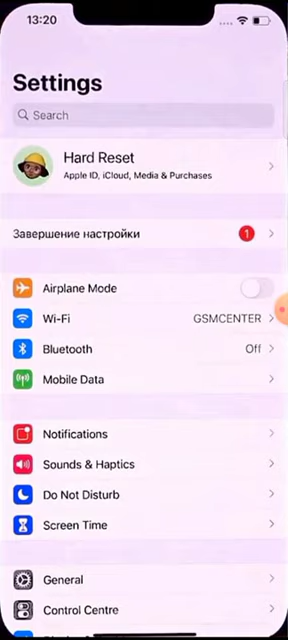 13:20
Settings
Search
Hard Reset
Apple ID, iCloud, Media & Purchases
Завершение настройки 1
Airplane Mode
Wi-Fi GSMCENTER
Bluetooth Off
Mobile Data
Notifications
Sounds & Haptics
Do Not Disturb
Screen Time
General
Control Centre